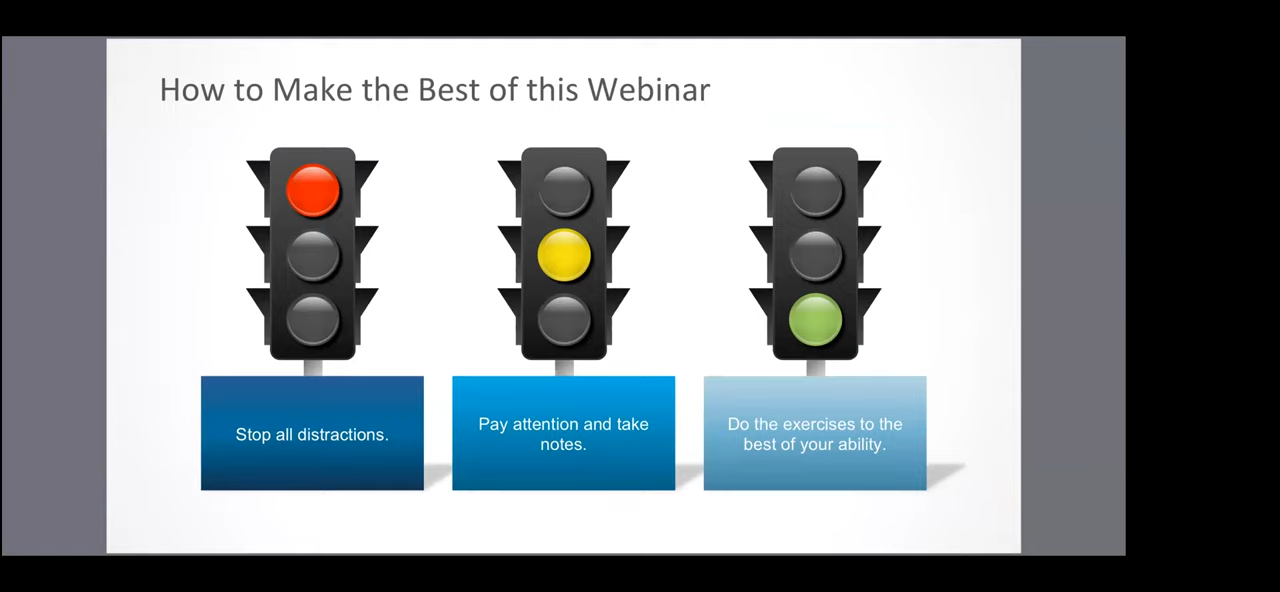 How to Make the Best of this Webinar
Stop all distractions.
Pay attention and take
notes.
Do the exercises to the
best of your ability.